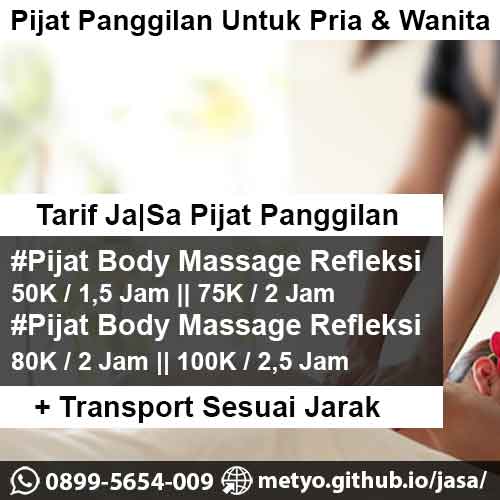 Pijat Panggilan Untuk Pria & Wanita
Tarif Ja|Sa Pijat Panggilan
#Pijat Body Massage Refleksi
50K / 1,5 Jam || 75K / 2 Jam
#Pijat Body Massage Refleksi
80K / 2 Jam || 100K / 2,5 Jam
+ Transport Sesuai Jarak
0899-5654-009 metyo.github.io/jasa/